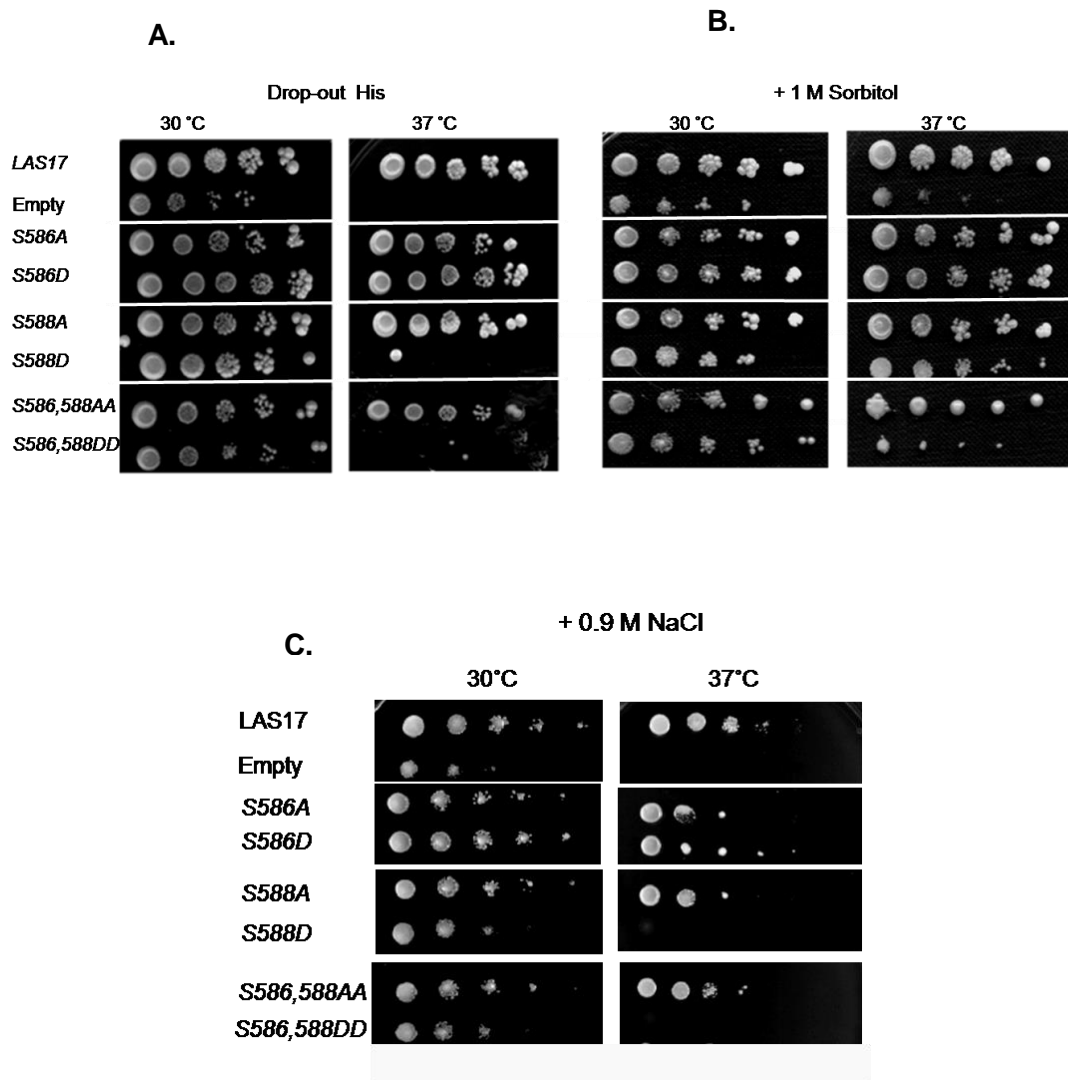 A.
B.
Drop-out His
+ 1 M Sorbitol
30 °C
37 °C
30 °C
37 °C
LAS17
Empty
S586A
S586D
S588A
S588D
S586,588AA
S586,588DD
+ 0.9 M NaCl
C.
30°C
37°C
LAS17
Empty
S586A
S586D
S588A
S588D
S586,588AA
S586,588DD